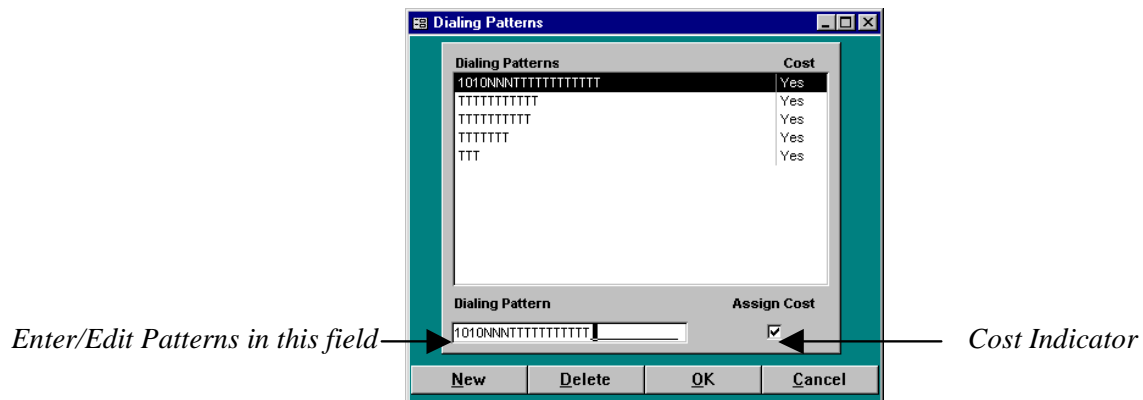 Dialing Patterns
Dialing Patterns Cost
1010NNNTTTTTTTTTTTT Yes
TTTTTTTTTTT Yes
TTTTTTTTTT Yes
TTTTTTT Yes
TTT Yes
Dialing Pattern Assign Cost
Enter/Edit Patterns in this field 1010NNNTTTTTTTTTTT Cost Indicator
New Delete OK Cancel